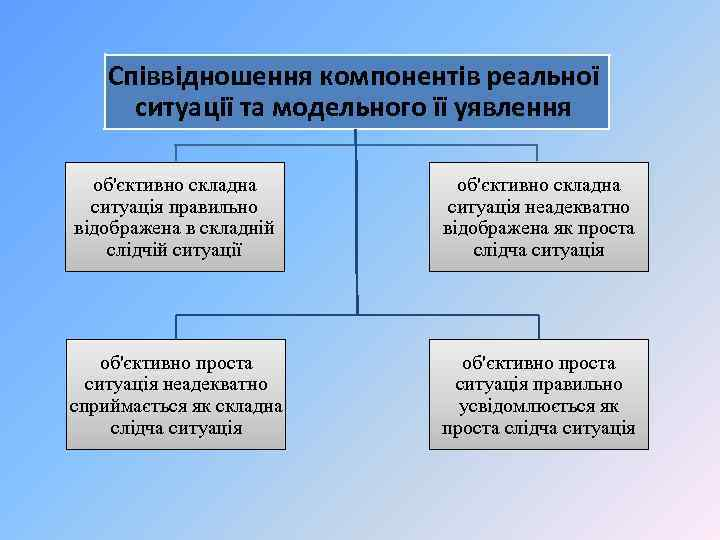 Співвідношення компонентів реальної
ситуації та модельного її уявлення
об'єктивно складна
ситуація правильно
відображена в складній
слідчій ситуації
об'єктивно складна
ситуація неадекватно
відображена як проста
слідча ситуація
об'єктивно проста
ситуація неадекватно
сприймається як складна
слідча ситуація
об'єктивно проста
ситуація правильно
усвідомлюється як
проста слідча ситуація